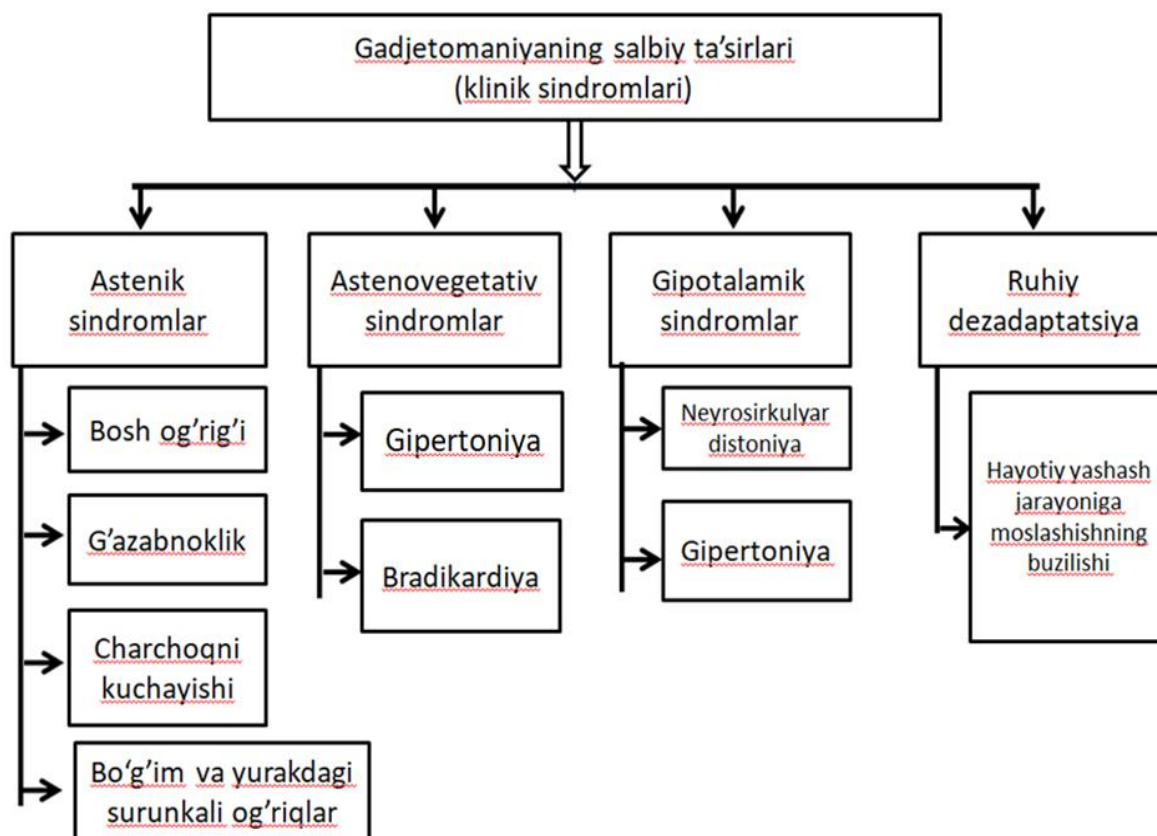 Gadjetomaniyaning salbiy ta’sirlari
(klinik sindromlari)
Astenik
sindromlar
Bosh og’rig’i
G’azabnoklik
Charchoqni
kuchayishi
Bo‘g’im va yurakdagi
surunkali og’riqlar
Astenovegetativ
sindromlar
Gipertoniya
Bradikardiya
Gipotalamik
sindromlar
Neyrosirkulyar
distoniya
Gipertoniya
Ruhiy
dezadaptatsiya
Hayotiy yashash
jarayoniga
moslashishning
buzilishi